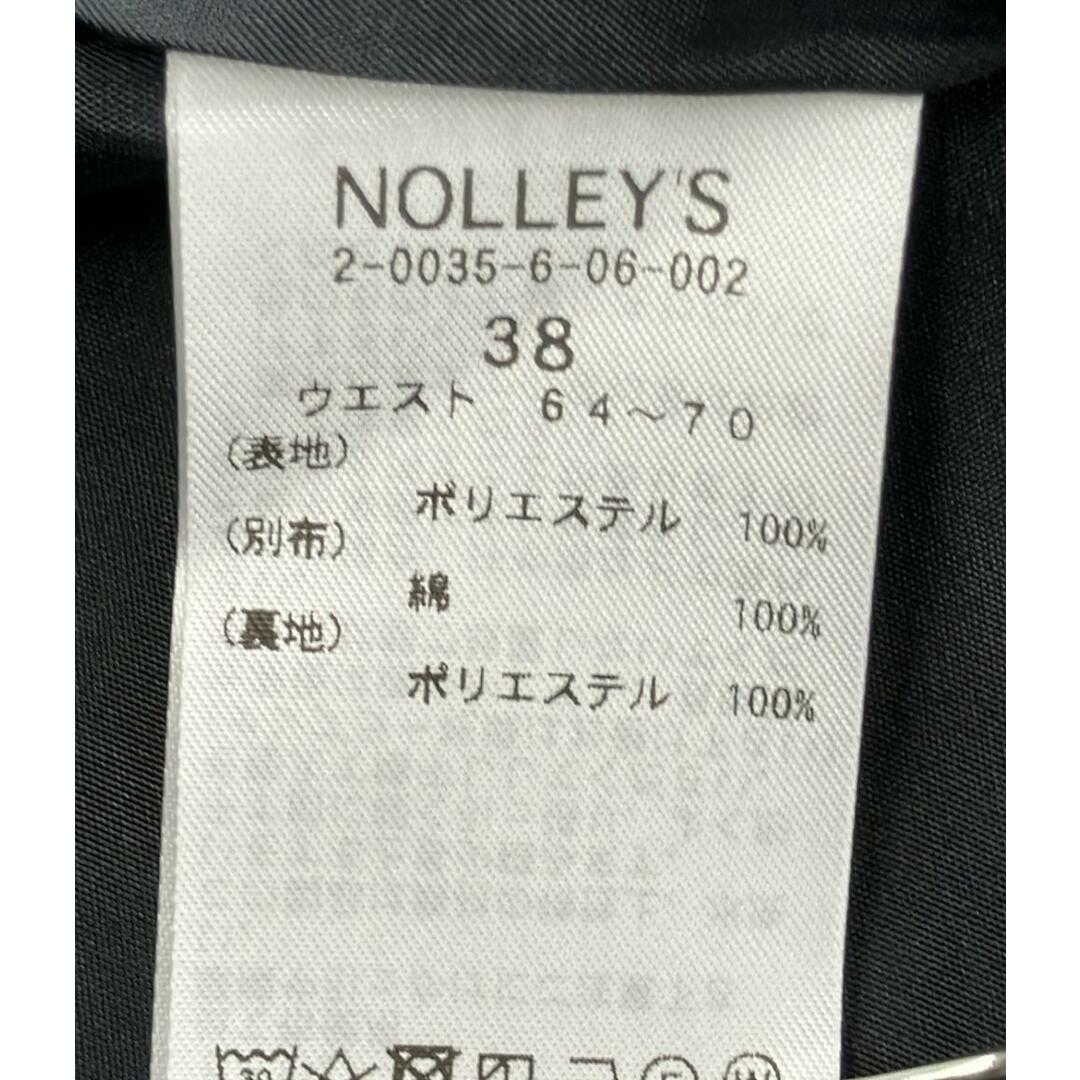 NOLLEY'S
2-0035-6-06-002
38
ウエスト 64~70
(表地)
ポリエステル 100%
(別布)
綿 100%
(裏地)
ポリエステル 100%
30